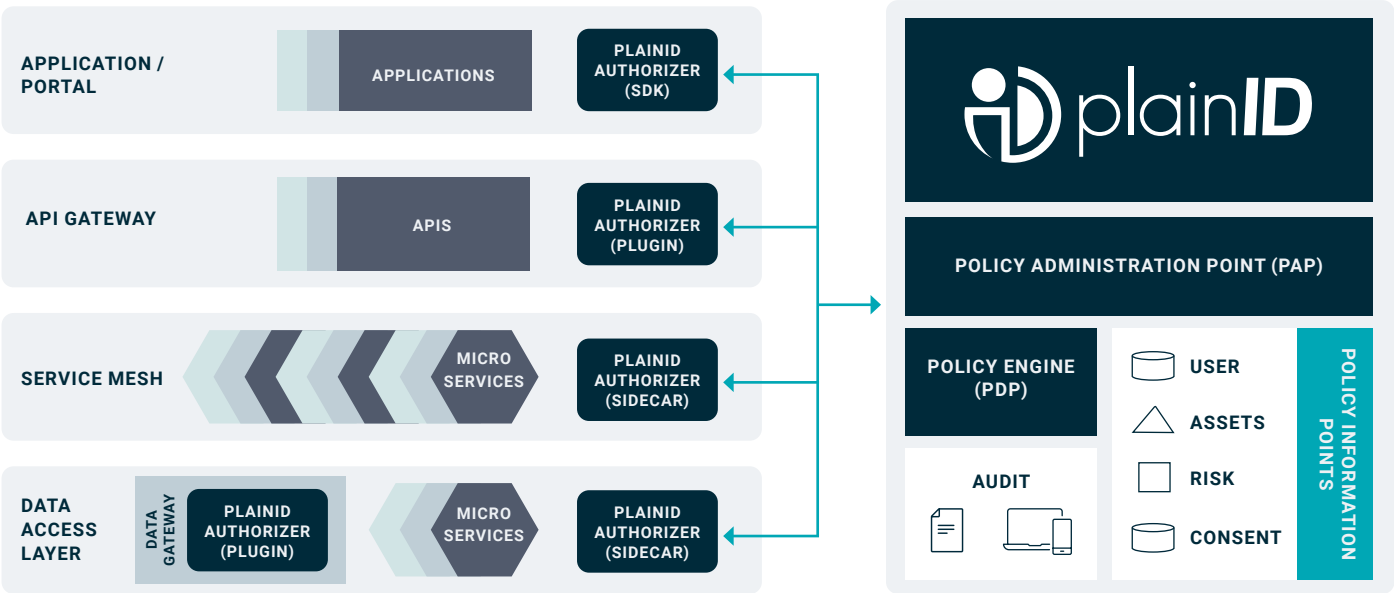 APPLICATION /
PORTAL
APPLICATIONS
PLAINID
AUTHORIZER
(SDK)
API GATEWAY
APIS
PLAINID
AUTHORIZER
(PLUGIN)
SERVICE MESH
MICRO
SERVICES
PLAINID
AUTHORIZER
(SIDECAR)
DATA
ACCESS
LAYER
DATA
GATEWAY
PLAINID
AUTHORIZER
(PLUGIN)
MICRO
SERVICES
PLAINID
AUTHORIZER
(SIDECAR)
plainID
POLICY ADMINISTRATION POINT (PAP)
POLICY ENGINE
(PDP)
AUDIT
USER
ASSETS
RISK
CONSENT
POLICY INFORMATION
POINTS